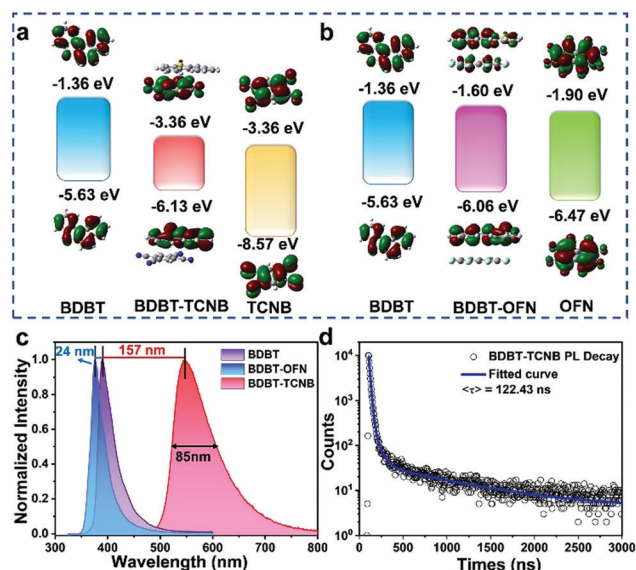 a
b
-1.36 eV
-3.36 eV
-3.36 eV
-5.63 eV
-6.13 eV
-8.57 eV
BDBT
BDBT-TCNB
TCNB
-1.36 eV
-1.60 eV
-1.90 eV
-5.63 eV
-6.06 eV
-6.47 eV
BDBT
BDBT-OFN
OFN
c
24 nm
157 nm
BDBT
BDBT-OFN
BDBT-TCNB
85nm
1.0
0.8
0.6
0.4
0.2
0.0
Normalized Intensity
400 500 600 700 800
Wavelength (nm)
d
BDBT-TCNB PL Decay
Fitted curve
<τ> = 122.43 ns
10⁴
10³
10²
10¹
10⁰
Counts
0 500 1000 1500 2000 2500 3000
Times (ns)